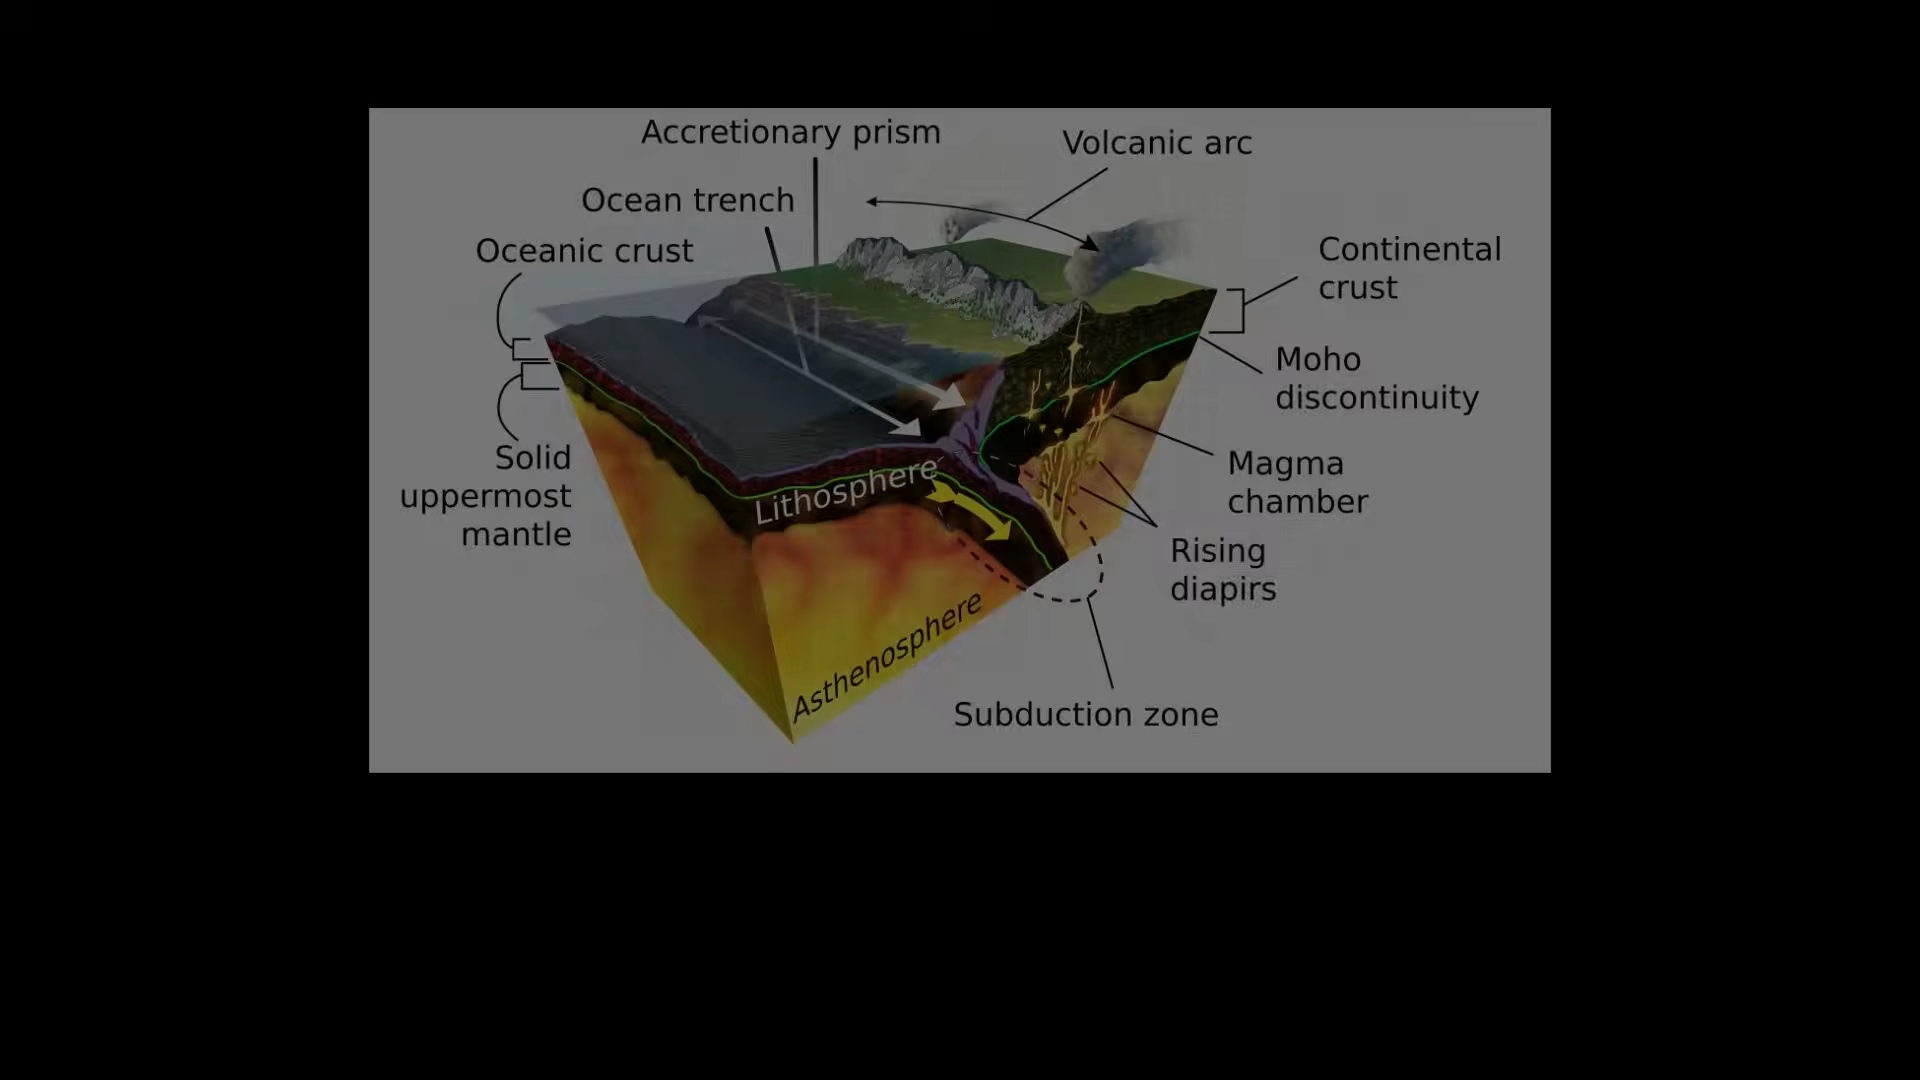 Accretionary prism
Volcanic arc
Ocean trench
Oceanic crust
Continental
crust
Moho
discontinuity
Solid
uppermost
mantle
Lithosphere
Magma
chamber
Rising
diapirs
Asthenosphere
Subduction zone